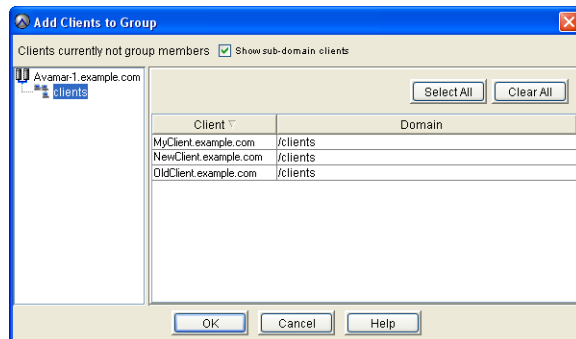 Add Clients to Group
Clients currently not group members Show sub-domain clients
Avamar-1.example.com
clients
Select All Clear All
Client Domain
MyClient.example.com /clients
NewClient.example.com /clients
OldClient.example.com /clients
OK Cancel Help